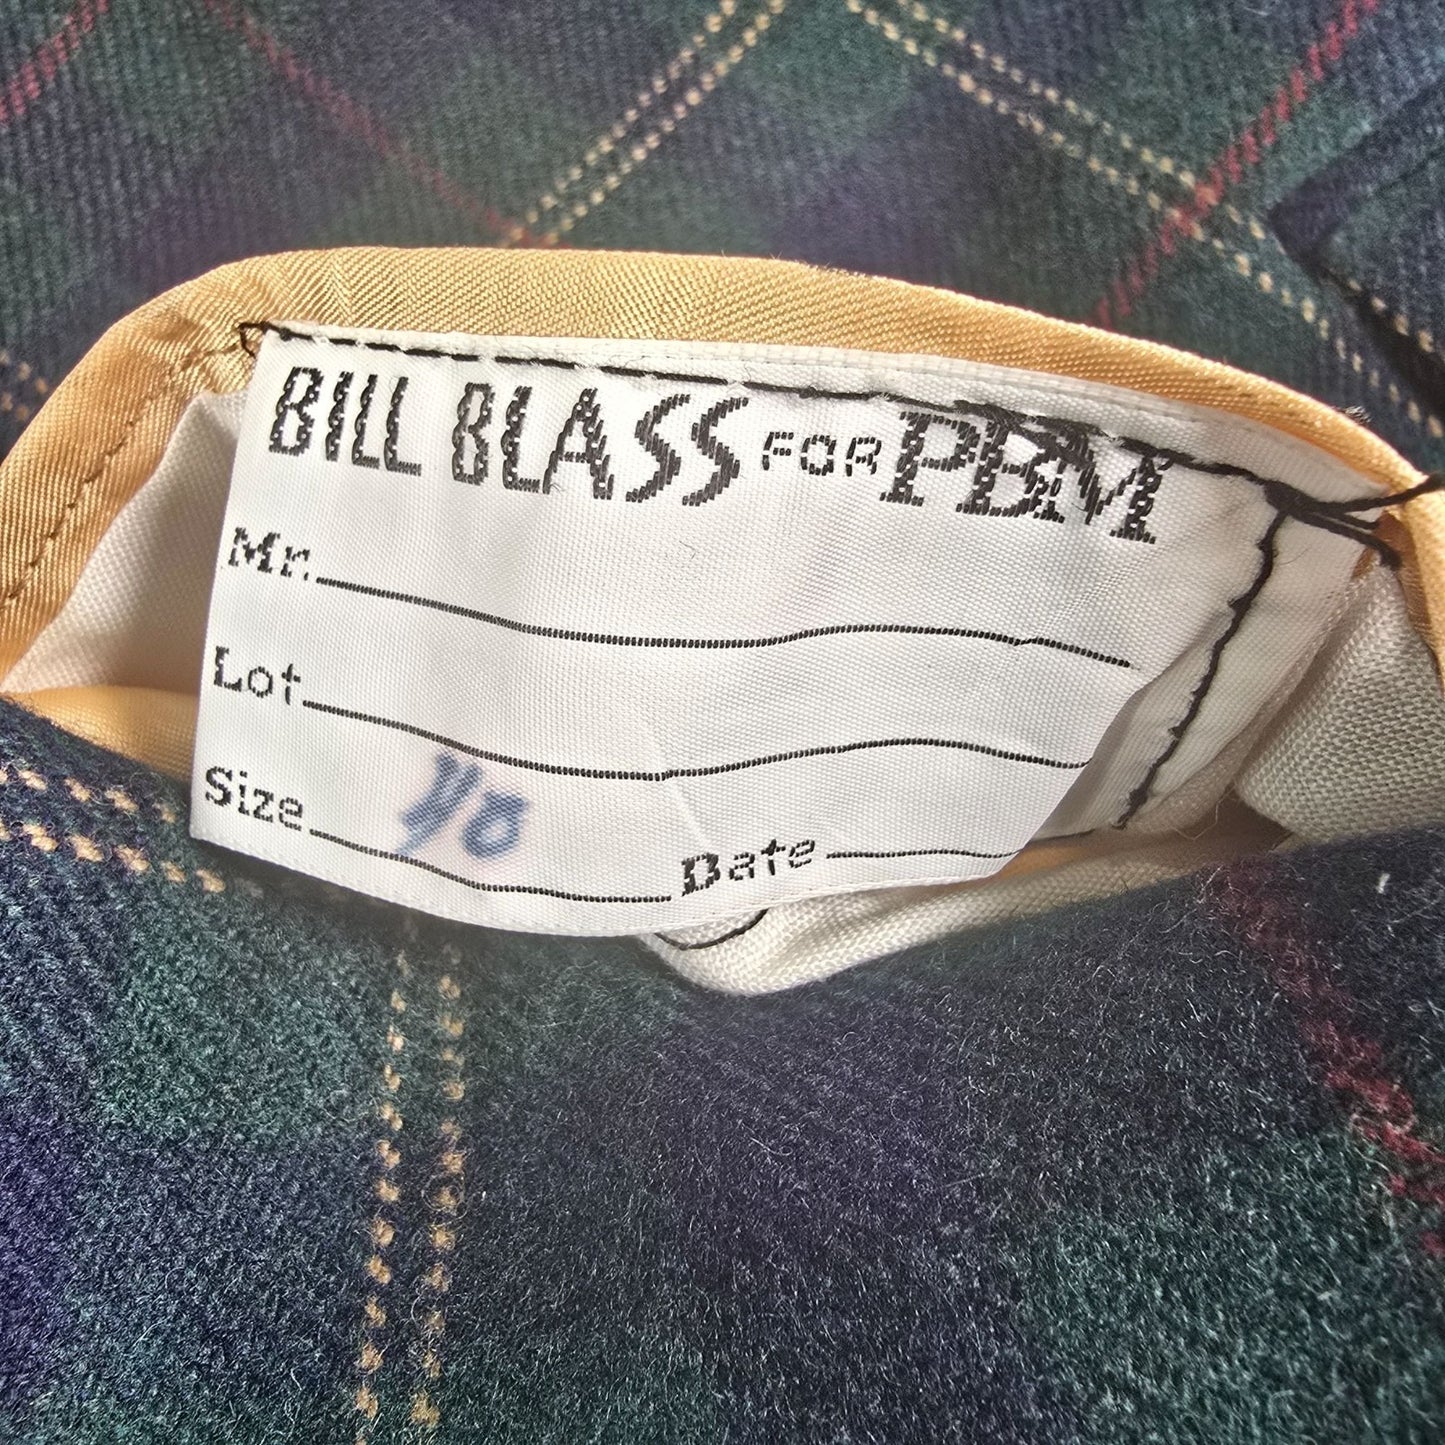 BILL BLASS FOR PBM
Mr.
Lot
Size 40 Date